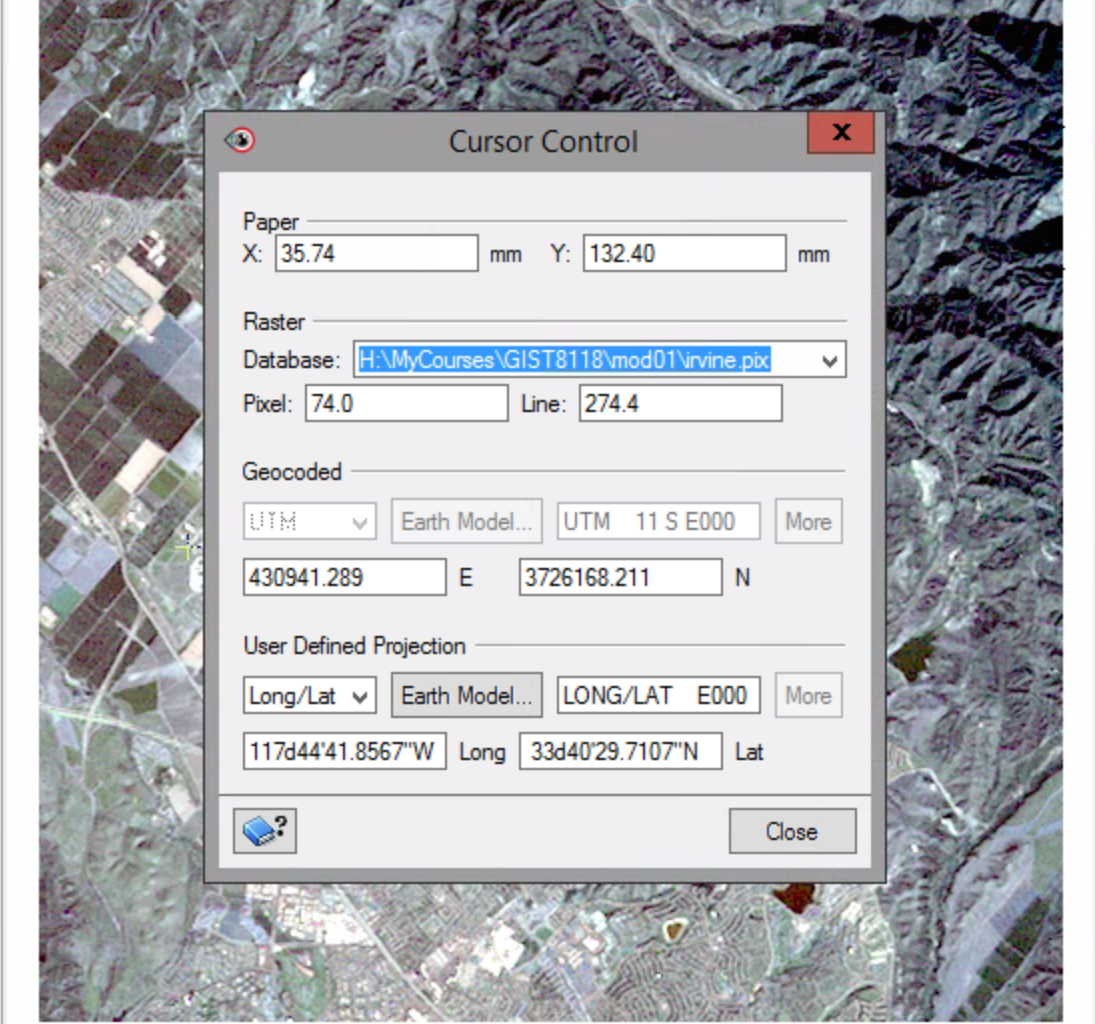 Cursor Control
x
Paper
X: 35.74 mm Y: 132.40 mm
Raster
Database: H:\MyCourses\GIST8118\mod01\irvine.pix
Pixel: 74.0 Line: 274.4
Geocoded
UTM Earth Model... UTM 11 S E000 More
430941.289 E 3726168.211 N
User Defined Projection
Long/Lat Earth Model... LONG/LAT E000 More
117d44'41.8567"W Long 33d40'29.7107"N Lat
? Close